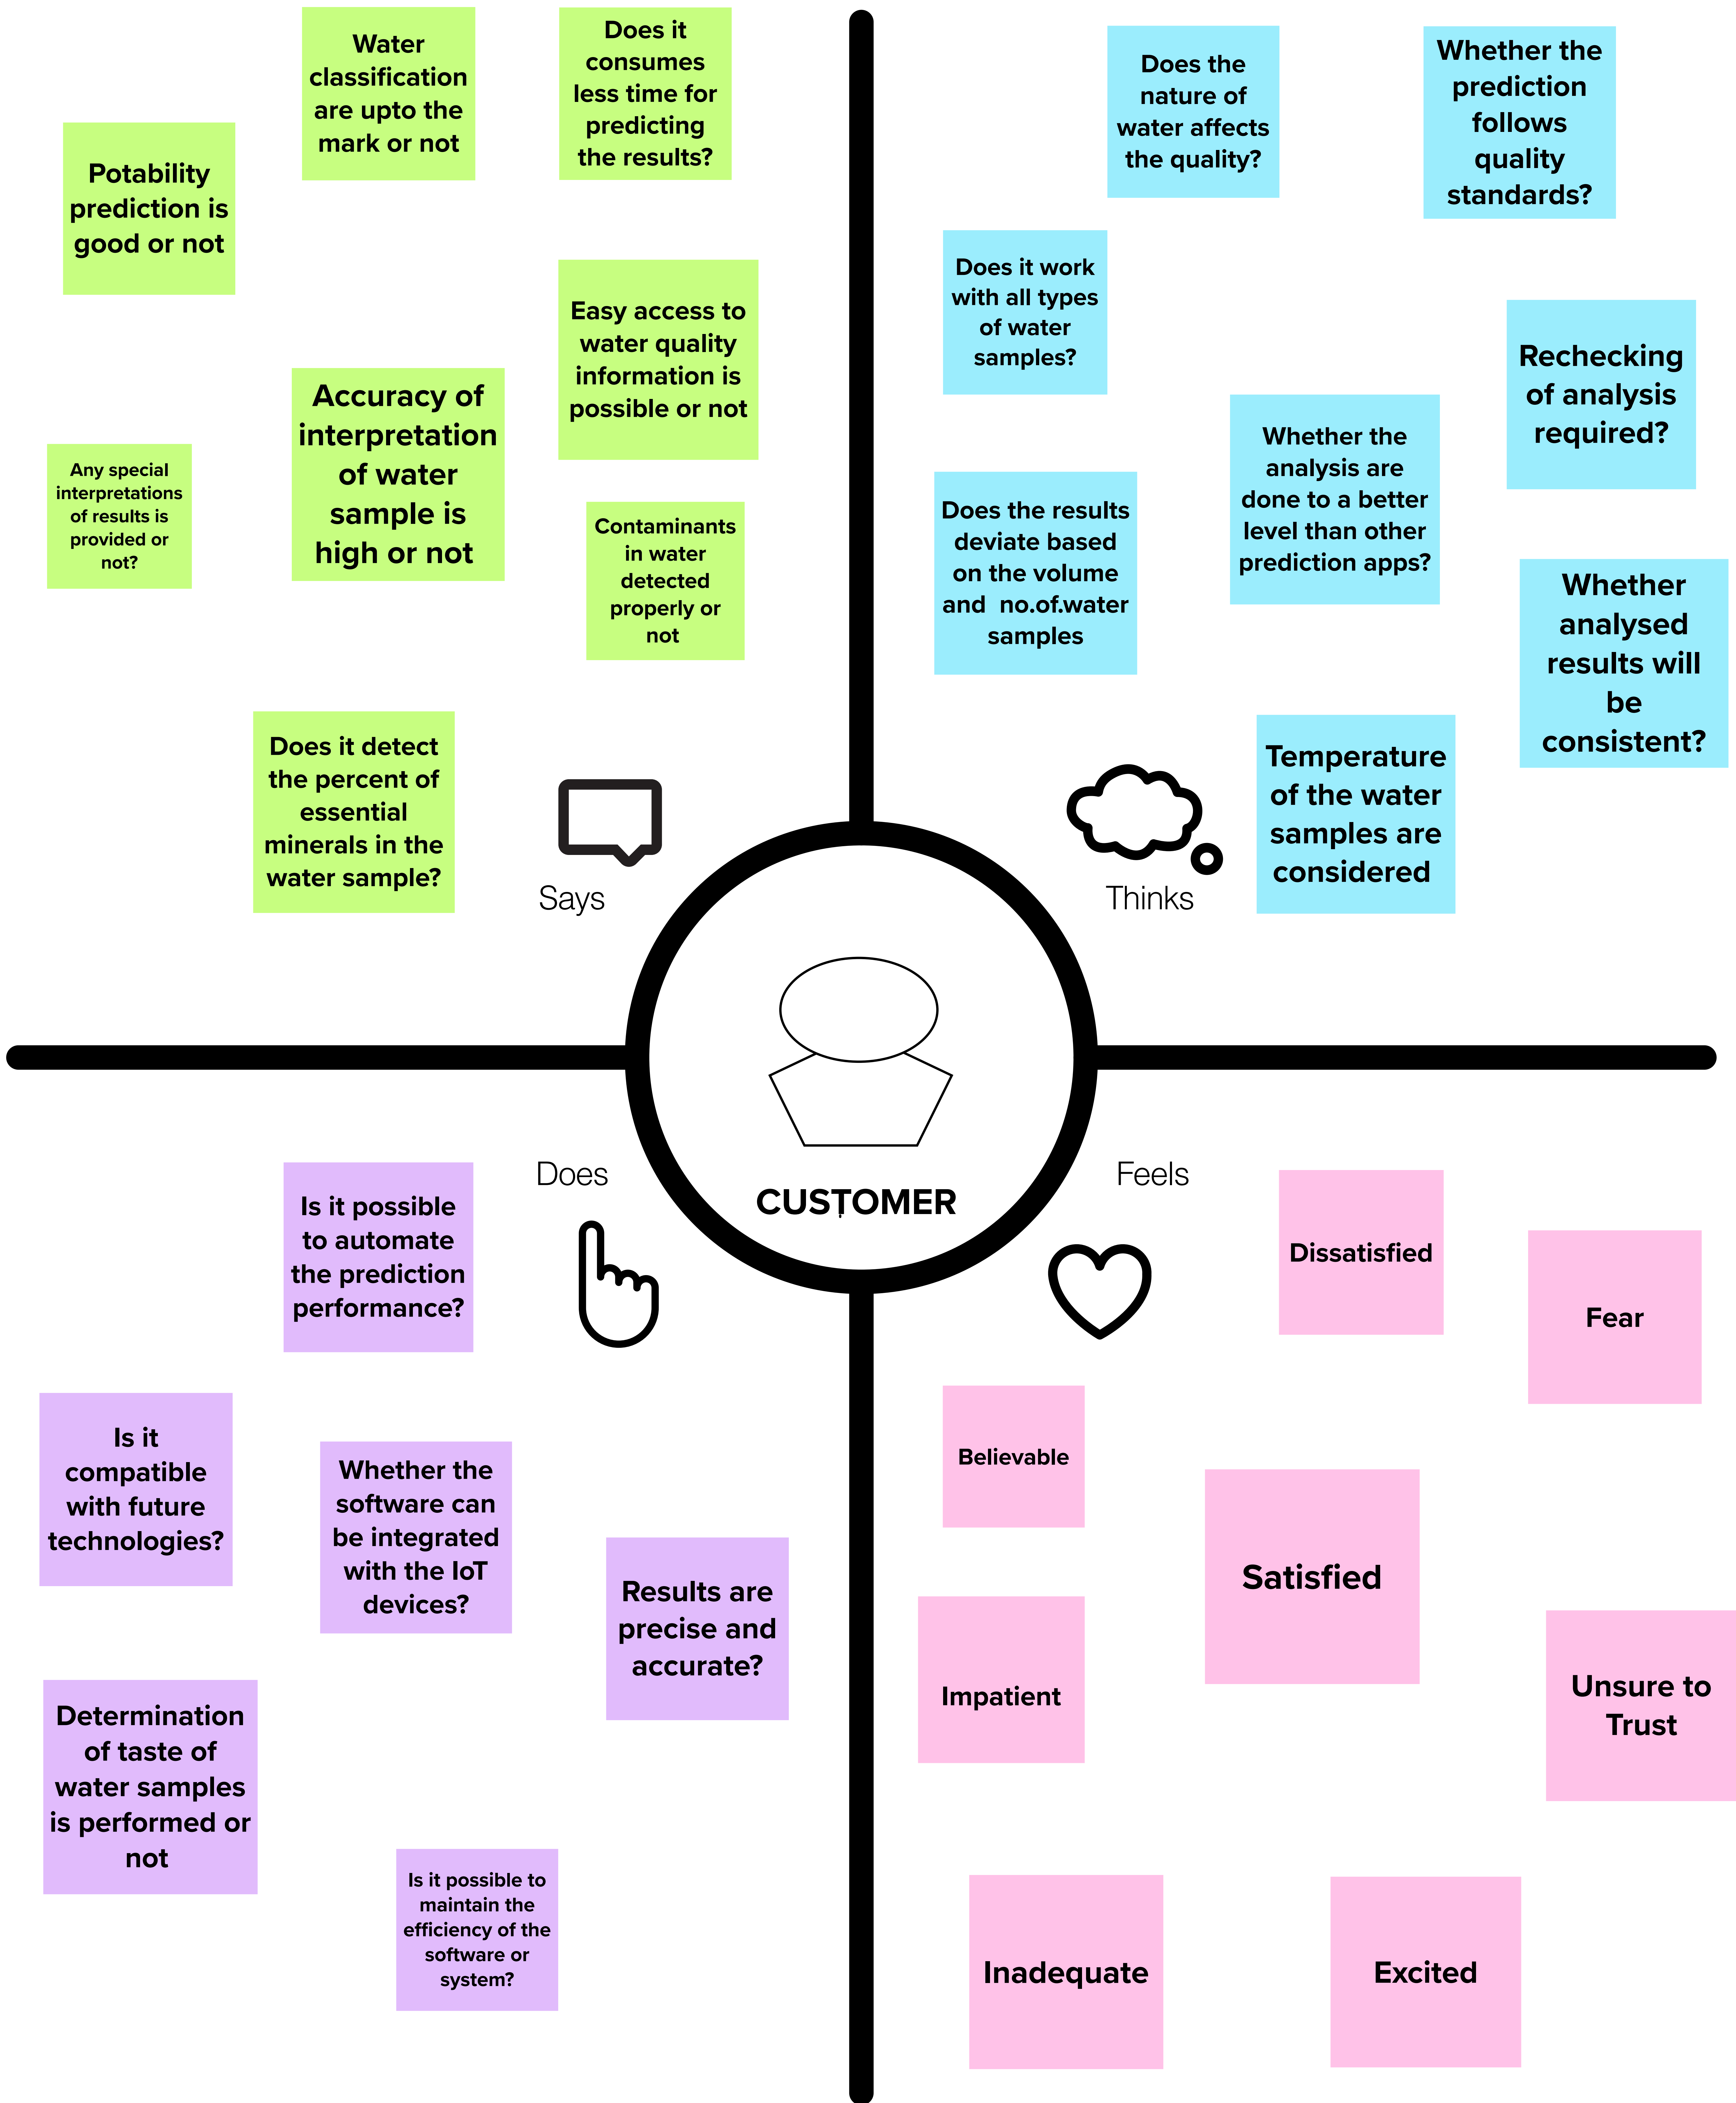 Water
classification
are upto the
mark or not
Does it
consumes
less time for
predicting
the results?
Potability
prediction is
good or not
Easy access to
water quality
information is
possible or not
Accuracy of
interpretation
of water
sample is
high or not
Any special
interpretations
of results is
provided or
not?
Contaminants
in water
detected
properly or
not
Does it detect
the percent of
essential
minerals in the
water sample?
Says
Does the
nature of
water affects
the quality?
Whether the
prediction
follows
quality
standards?
Does it work
with all types
of water
samples?
Rechecking
of analysis
required?
Whether the
analysis are
done to a better
level than other
prediction apps?
Does the results
deviate based
on the volume
and  no.of.water
samples
Whether
analysed
results will
be
consistent?
Temperature
of the water
samples are
considered
Thinks
CUSTOMER
Does
Is it possible
to automate
the prediction
performance?
Is it
compatible
with future
technologies?
Whether the
software can
be integrated
with the IoT
devices?
Results are
precise and
accurate?
Determination
of taste of
water samples
is performed or
not
Is it possible to
maintain the
efficiency of the
software or
system?
Feels
Dissatisfied
Fear
Believable
Satisfied
Impatient
Unsure to
Trust
Inadequate
Excited